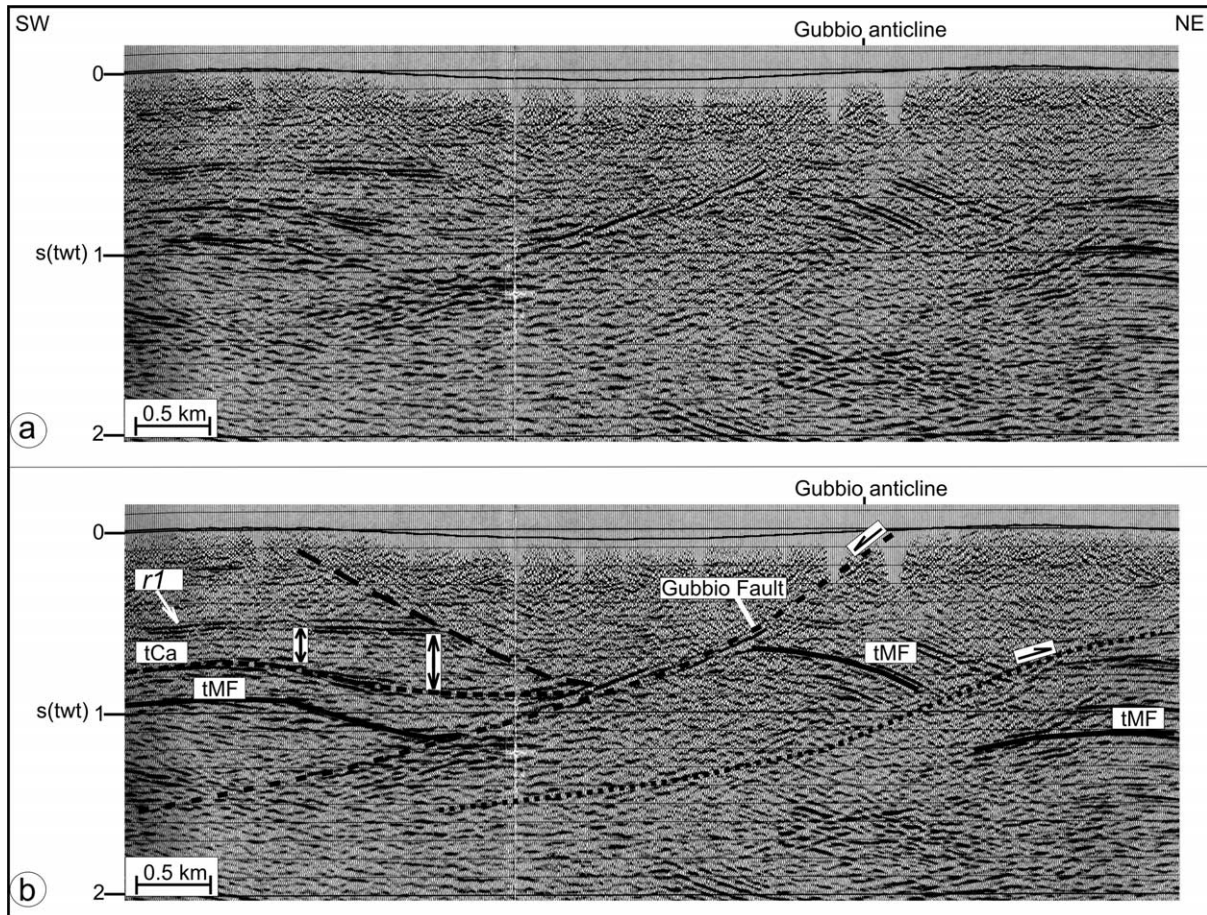 SW
Gubbio anticline
NE
0
s(twt) 1
0.5 km
a
2
Gubbio anticline
0
r1
Gubbio Fault
tCa
tMF
tMF
s(twt) 1
tMF
0.5 km
b
2